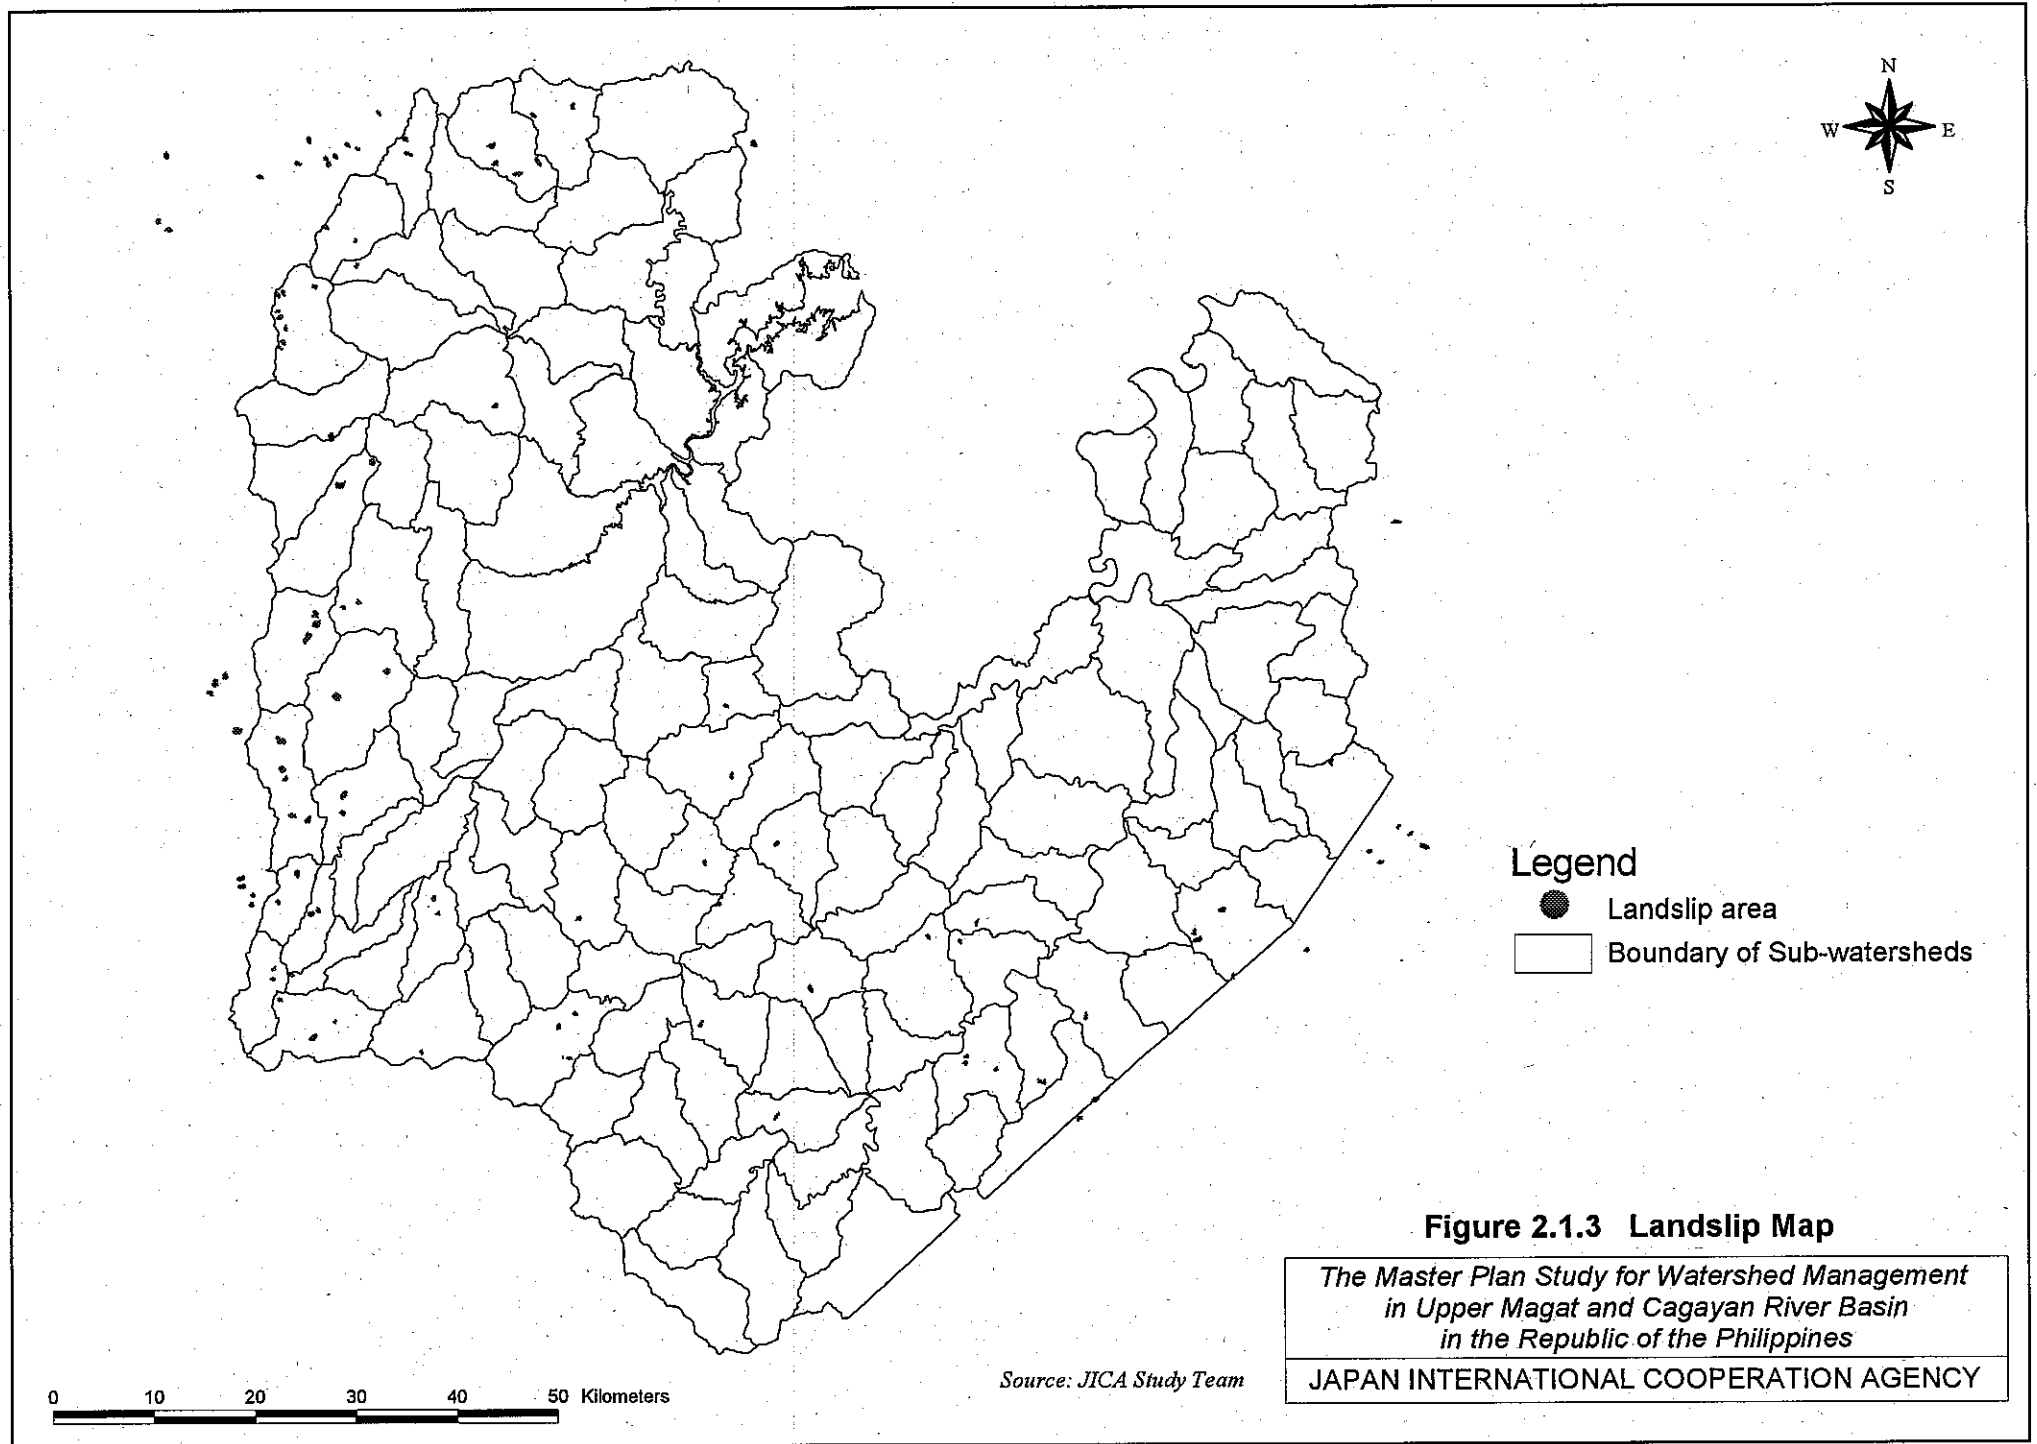 N
W E
S
Legend
Landslip area
Boundary of Sub-watersheds
Figure 2.1.3 Landslip Map
The Master Plan Study for Watershed Management
in Upper Magat and Cagayan River Basin
in the Republic of the Philippines
JAPAN INTERNATIONAL COOPERATION AGENCY
Source: JICA Study Team
0 10 20 30 40 50 Kilometers